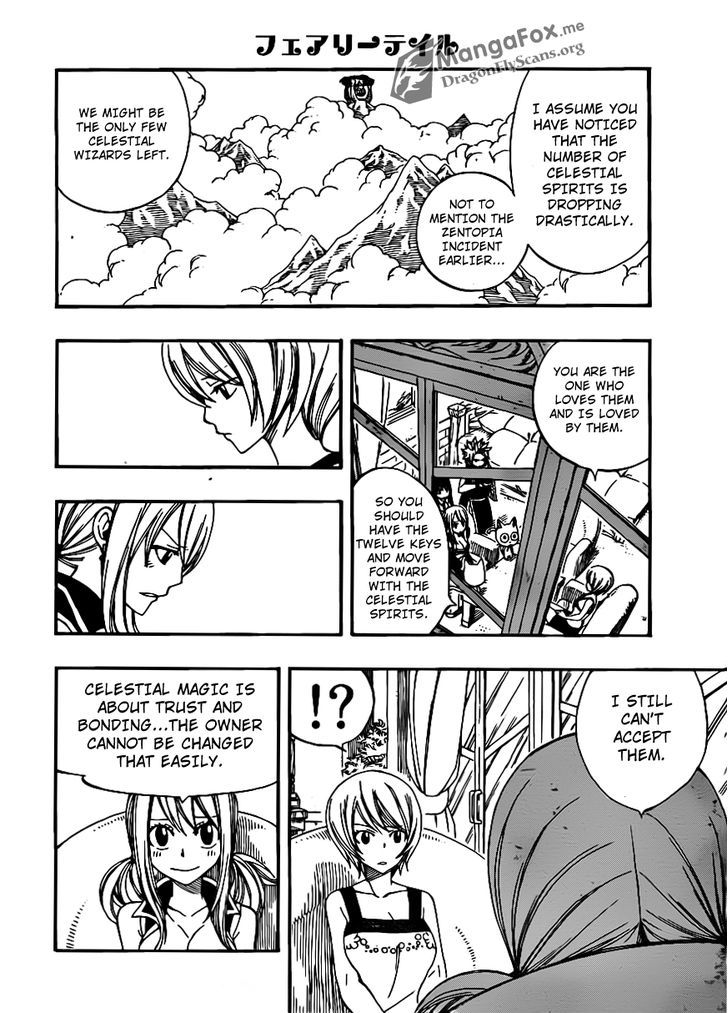 フェアリーテイル
MangaFox.me
DragonFlyScans.org
I ASSUME YOU
HAVE NOTICED
THAT THE
NUMBER OF
CELESTIAL
SPIRITS IS
DROPPING
DRASTICALLY.
NOT TO
MENTION THE
ZENTOPIA
INCIDENT
EARLIER...
WE MIGHT BE
THE ONLY FEW
CELESTIAL
WIZARDS LEFT.
YOU ARE THE
ONE WHO
LOVES THEM
AND IS LOVED
BY THEM.
SO YOU
SHOULD
HAVE THE
TWELVE KEYS
AND MOVE
FORWARD
WITH THE
CELESTIAL
SPIRITS.
I STILL
CAN'T
ACCEPT
THEM.
!?
CELESTIAL MAGIC IS
ABOUT TRUST AND
BONDING...THE OWNER
CANNOT BE CHANGED
THAT EASILY.